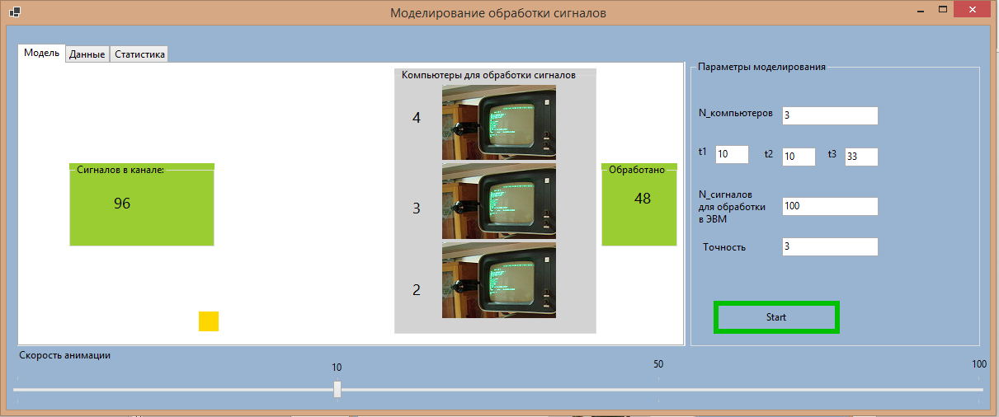 Моделирование обработки сигналов
Модель
Данные
Статистика
Компьютеры для обработки сигналов
4
3
2
Сигналов в канале:
96
Обработано
48
Параметры моделирования
N_компьютеров
3
t1
10
t2
10
t3
33
N_сигналов
для обработки
в ЭВМ
100
Точность
3
Start
Скорость анимации
10
50
100